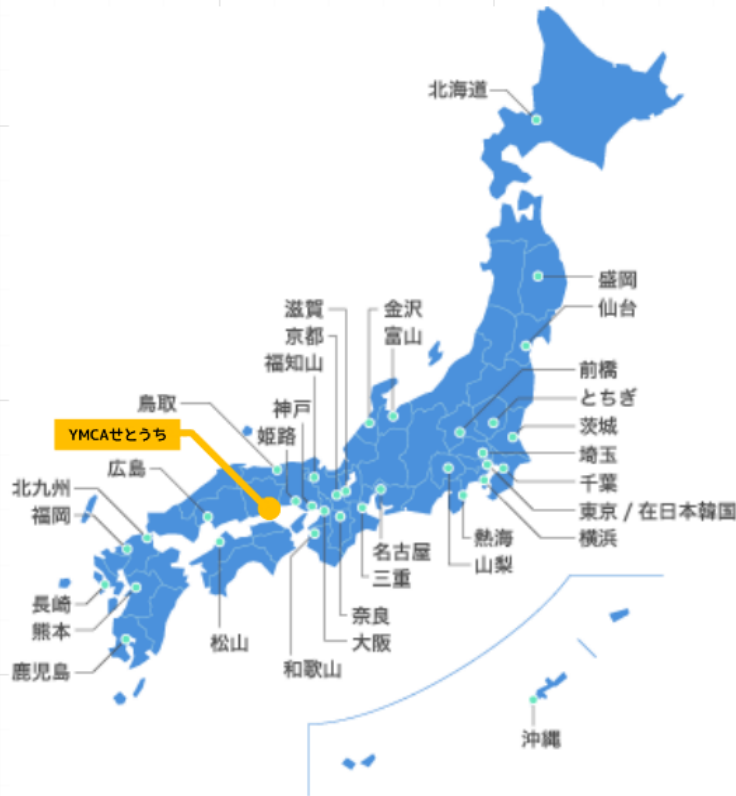 北海道
盛岡
仙台
滋賀
金沢
京都
富山
福知山
前橋
とちぎ
鳥取
神戸
茨城
YMCAせとうち
姫路
埼玉
広島
千葉
北九州
東京 / 在日本韓国
福岡
横浜
熱海
名古屋
山梨
三重
長崎
奈良
熊本
松山
大阪
鹿児島
和歌山
沖縄